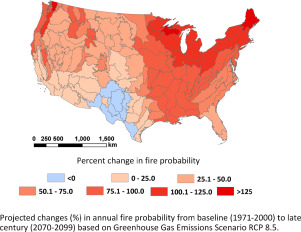 0 250 500 1,000 1,500
km
Percent change in fire probability
<0 0 - 25.0 25.1 - 50.0
50.1 - 75.0 75.1 - 100.0 100.1 - 125.0 >125
Projected changes (%) in annual fire probability from baseline (1971-2000) to late
century (2070-2099) based on Greenhouse Gas Emissions Scenario RCP 8.5.